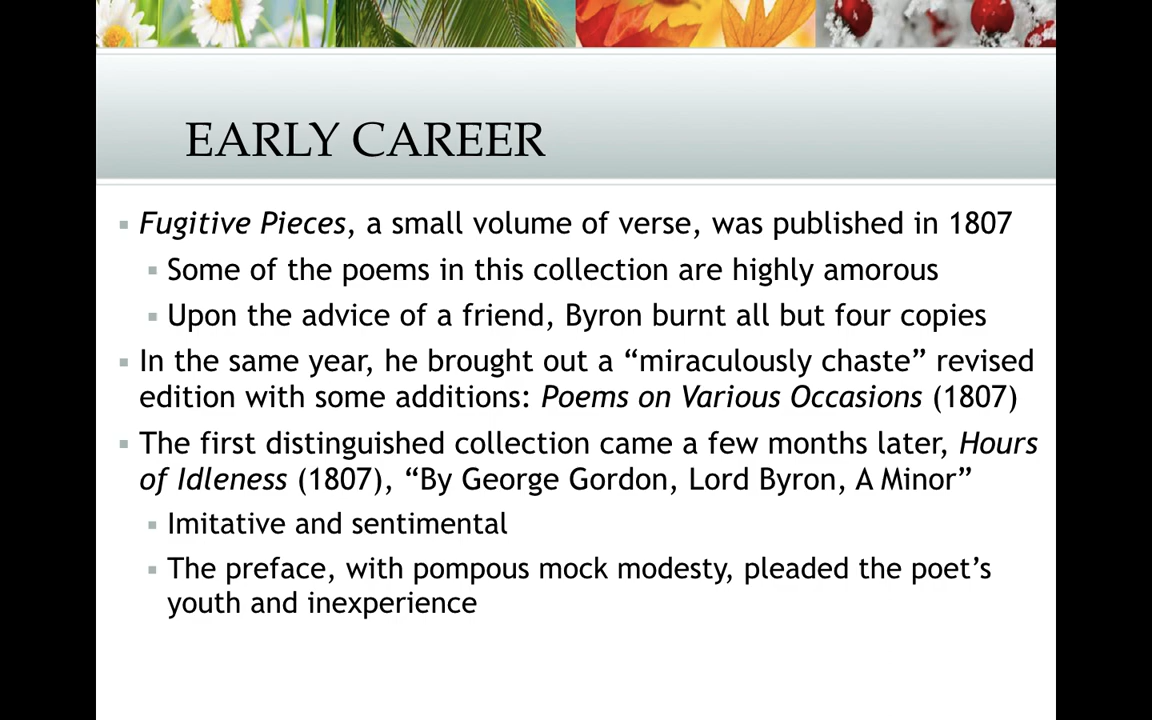 EARLY CAREER
Fugitive Pieces, a small volume of verse, was published in 1807
Some of the poems in this collection are highly amorous
Upon the advice of a friend, Byron burnt all but four copies
In the same year, he brought out a “miraculously chaste” revised
edition with some additions: Poems on Various Occasions (1807)
The first distinguished collection came a few months later, Hours
of Idleness (1807), “By George Gordon, Lord Byron, A Minor”
Imitative and sentimental
The preface, with pompous mock modesty, pleaded the poet’s
youth and inexperience